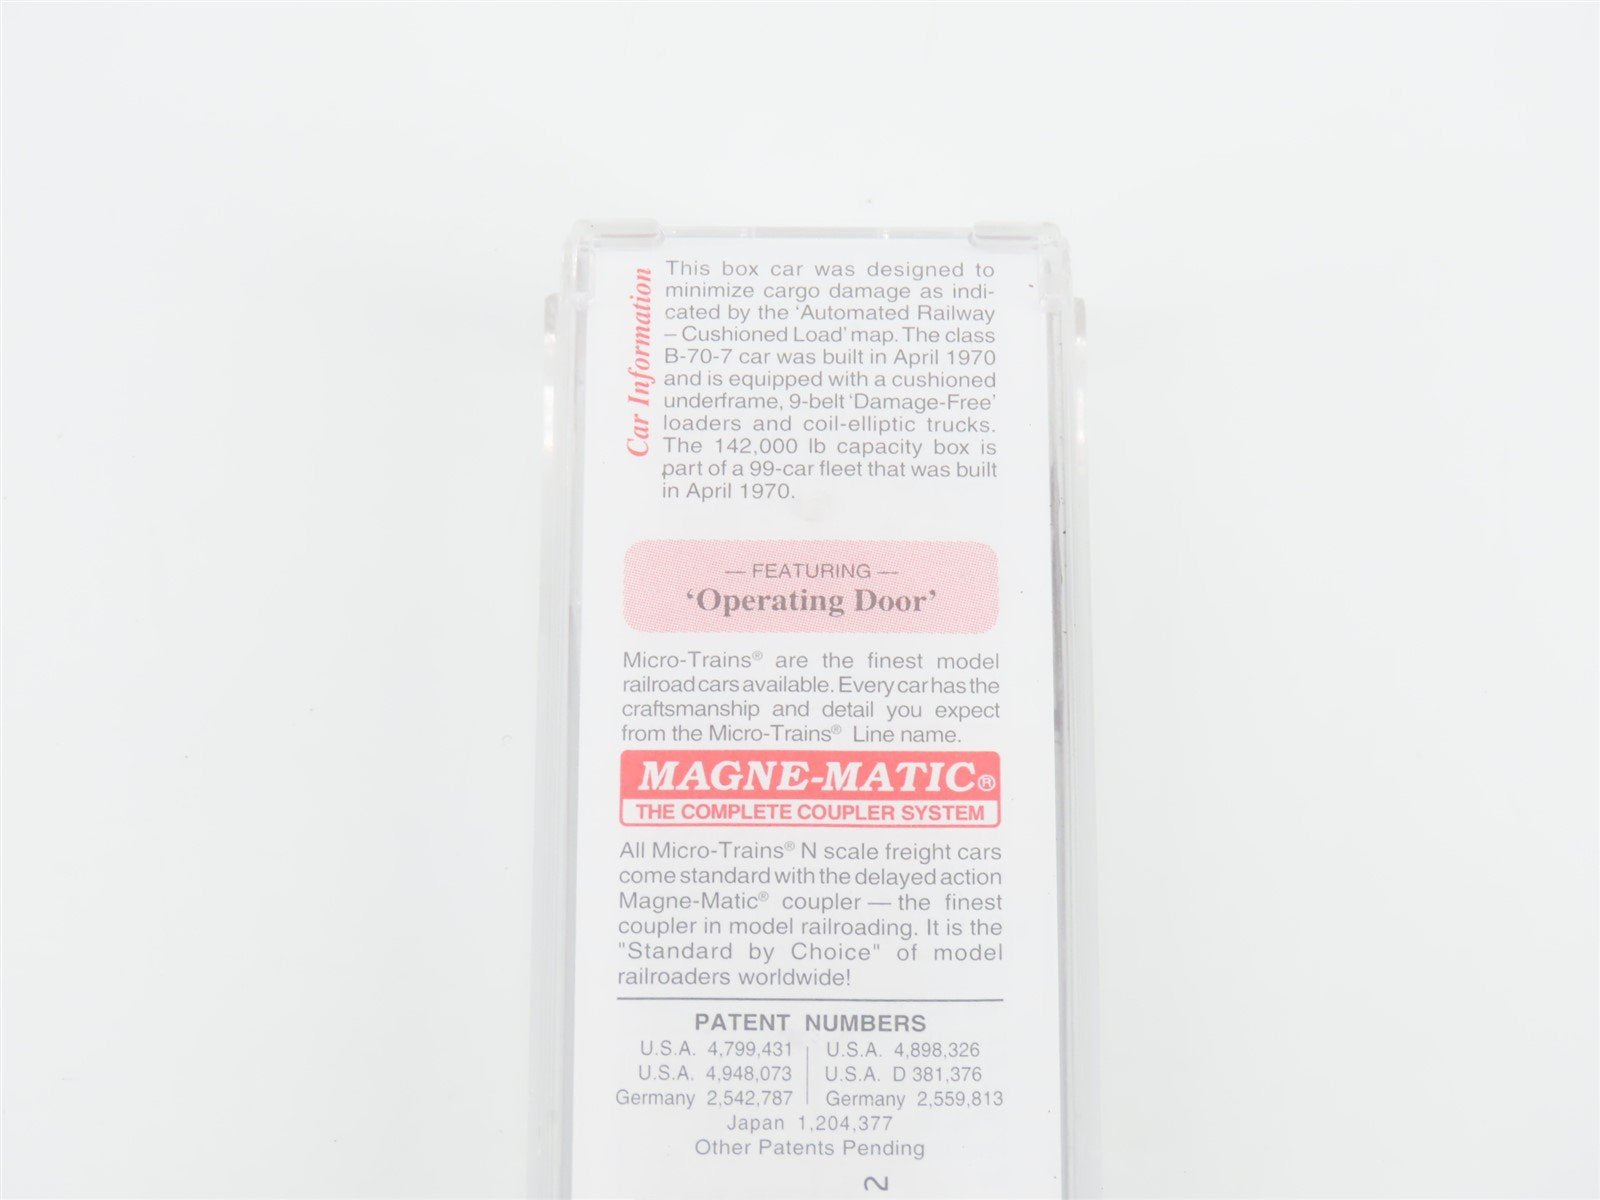 Car Information
This box car was designed to
minimize cargo damage as indi-
cated by the 'Automated Railway
– Cushioned Load' map. The class
B-70-7 car was built in April 1970
and is equipped with a cushioned
underframe, 9-belt 'Damage-Free'
loaders and coil-elliptic trucks.
The 142,000 lb capacity box is
part of a 99-car fleet that was built
in April 1970.
— FEATURING —
'Operating Door'
Micro-Trains® are the finest model
railroad cars available. Every car has the
craftsmanship and detail you expect
from the Micro-Trains® Line name.
MAGNE-MATIC®
THE COMPLETE COUPLER SYSTEM
All Micro-Trains® N scale freight cars
come standard with the delayed action
Magne-Matic® coupler — the finest
coupler in model railroading. It is the
"Standard by Choice" of model
railroaders worldwide!
PATENT NUMBERS
U.S.A. 4,799,431 | U.S.A. 4,898,326
U.S.A. 4,948,073 | U.S.A. D 381,376
Germany 2,542,787 | Germany 2,559,813
Japan 1,204,377
Other Patents Pending
2